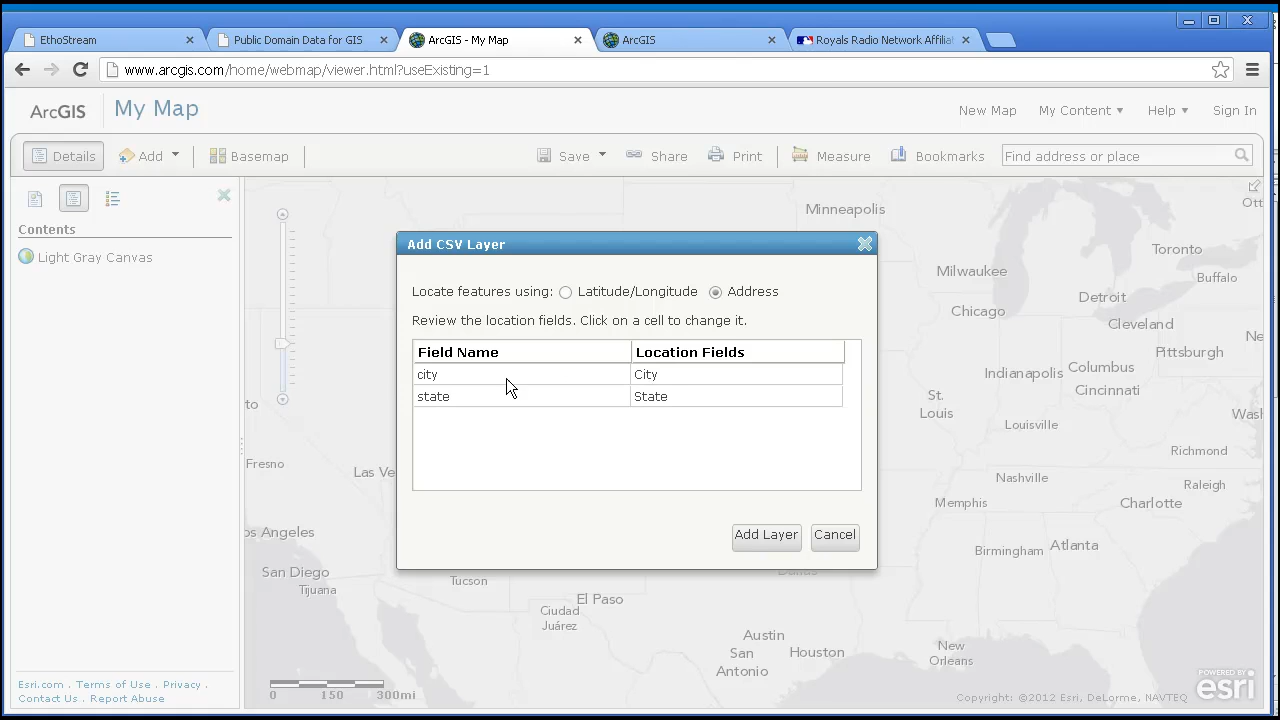 EthoStream
Public Domain Data for GIS
ArcGIS - My Map
ArcGIS
Royals Radio Network Affiliat
www.arcgis.com/home/webmap/viewer.html?useExisting=1
ArcGIS
My Map
New Map
My Content
Help
Sign In
Details
Add
Basemap
Save
Share
Print
Measure
Bookmarks
Find address or place
Contents
Light Gray Canvas
Esri.com . Terms of Use . Privacy .
Contact Us . Report Abuse
Add CSV Layer
Locate features using: Latitude/Longitude Address
Review the location fields. Click on a cell to change it.
Field Name Location Fields
city City
state State
Add Layer Cancel
Minneapolis
Ott
Toronto
Milwaukee
Buffalo
Detroit
Chicago
Cleveland
Ne
Pittsburgh
Indianapolis
Columbus
Cincinnati
St.
Louis
Wash
Louisville
Richmond
to
Fresno
Las Ve
Nashville
Raleigh
Memphis
Charlotte
os Angeles
Birmingham
Atlanta
San Diego
Tijuana
Tucson
El Paso
Ciudad
Juárez
Austin
San
Antonio
Houston
New
Orleans
0 150 300mi
POWERED BY
esri
Copyright: ©2012 Esri, DeLorme, NAVTEQ